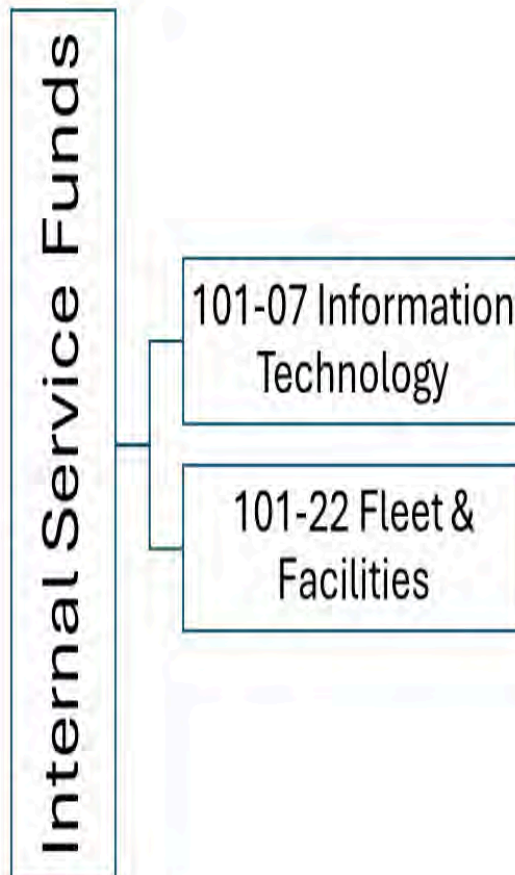 Internal Service Funds
101-07 Information
Technology
101-22 Fleet &
Facilities